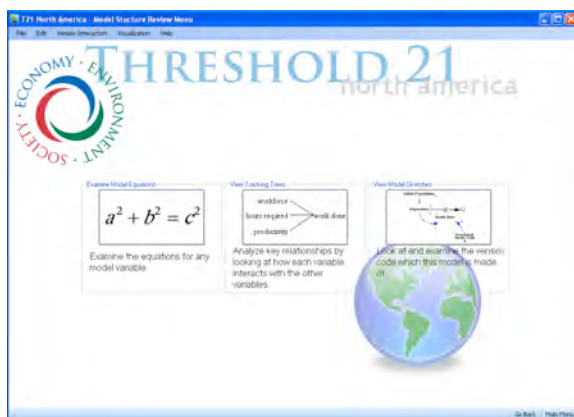 T21 North America - Model Stucture Review Menu
File Edit Vensim Interaction Visualization Help
THRESHOLD 21
north america
SOCIETY · ECONOMY · ENVIRONMENT
Examine Model Equations
a² + b² = c²
Examine the equations for any
model variable.
View Tracking Trees
workforce
hours required
productivity
work done
Analyze key relationships by
looking at how each variable
interacts with the other
variables.
View Model Sketches
Look at and examine the vensim
code which this model is made
of.
Go Back Main Menu